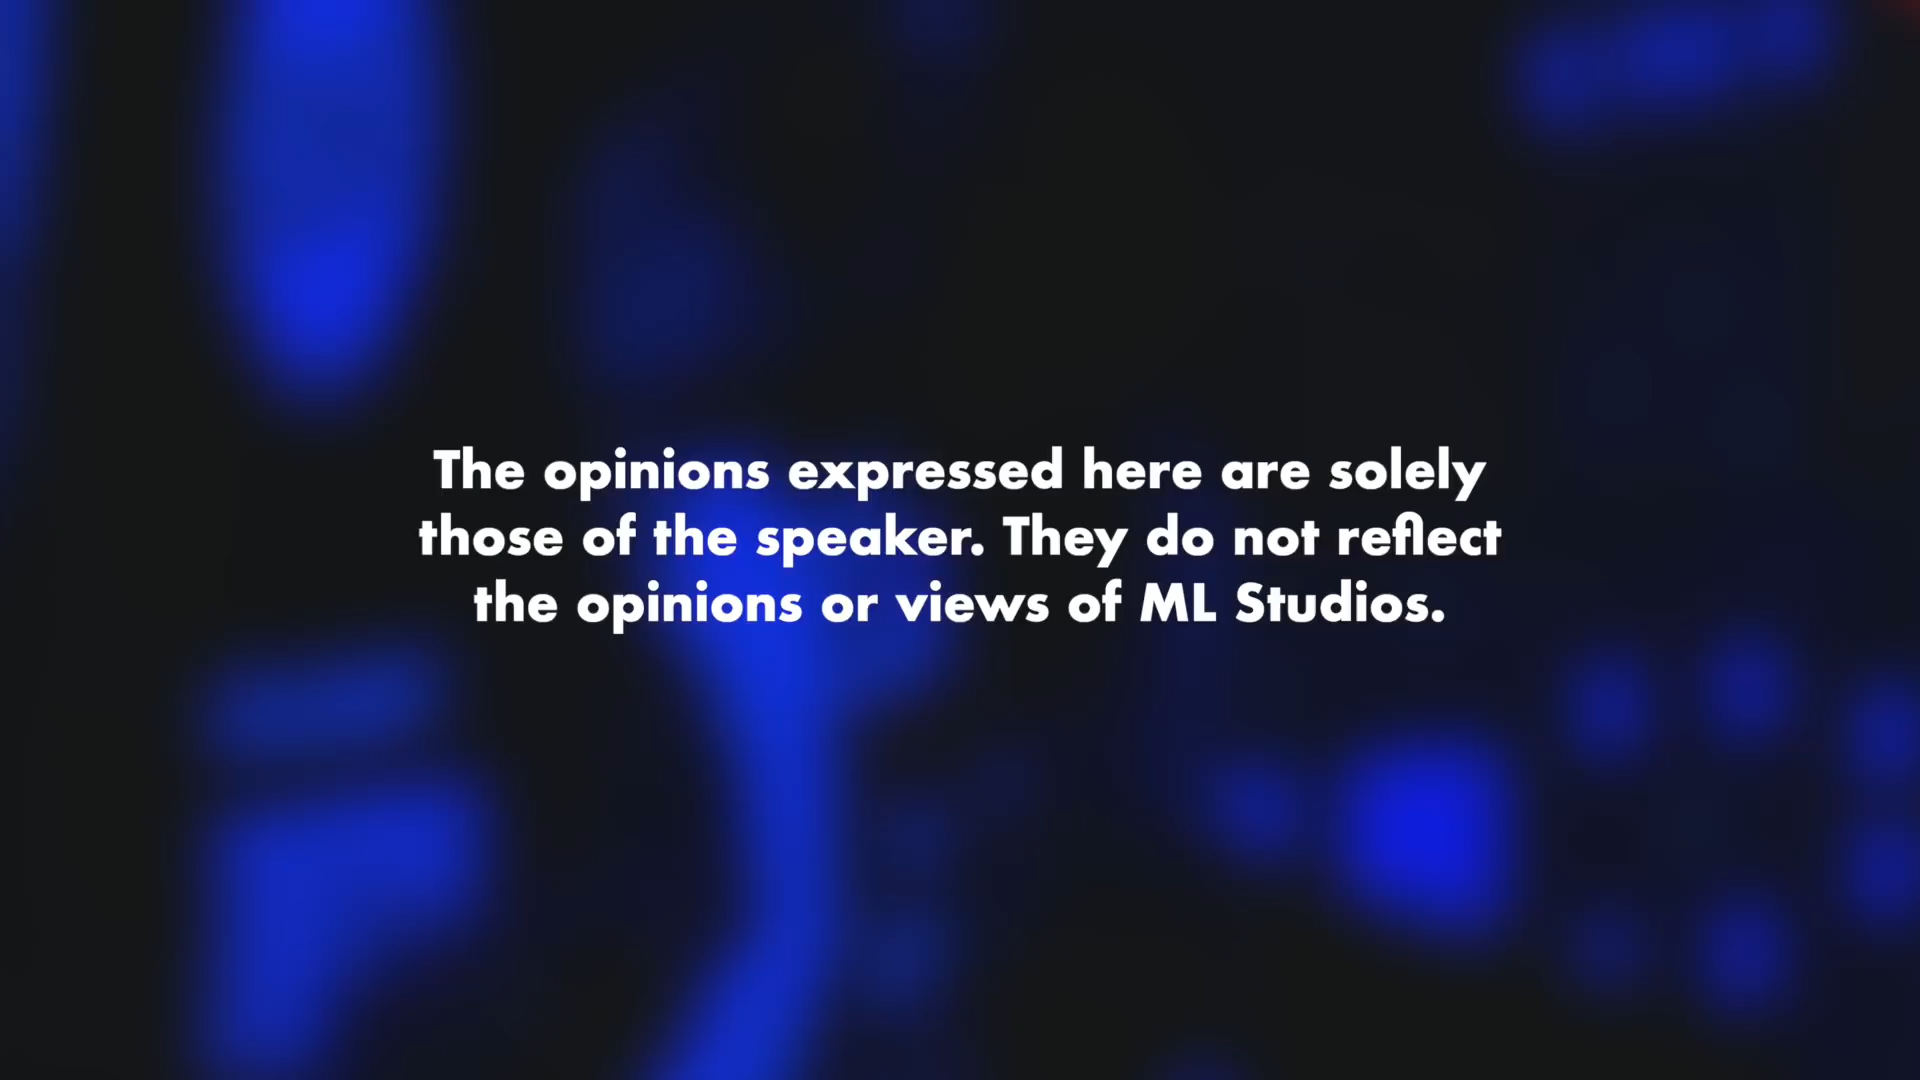 The opinions expressed here are solely
those of the speaker. They do not reflect
the opinions or views of ML Studios.